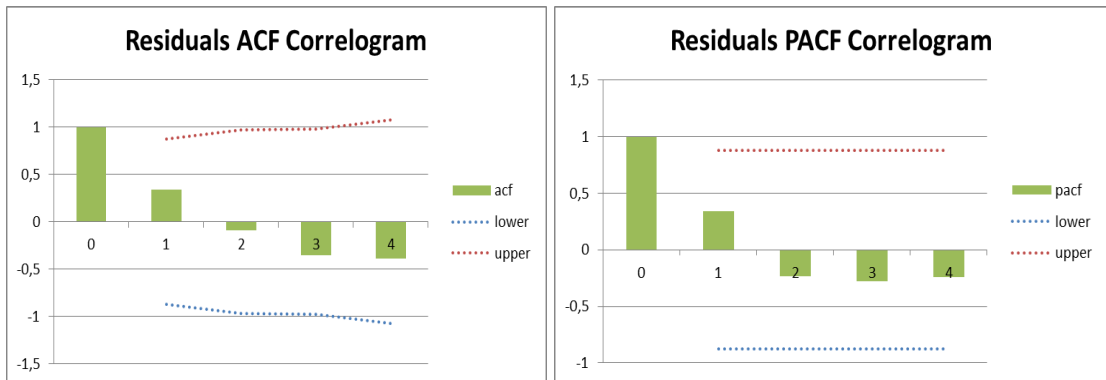 Residuals ACF Correlogram
1,5
1
0,5
0
-0,5
-1
-1,5
0 1 2 3 4
acf
lower
upper
Residuals PACF Correlogram
1,5
1
0,5
0
-0,5
-1
0 1 2 3 4
pacf
lower
upper